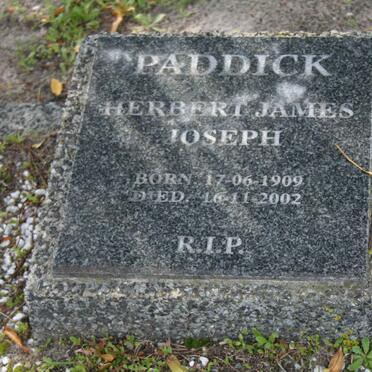 PADDICK
HERBERT JAMES
JOSEPH
BORN. 17-06-1909
DIED. 16-11-2002
R.I.P.